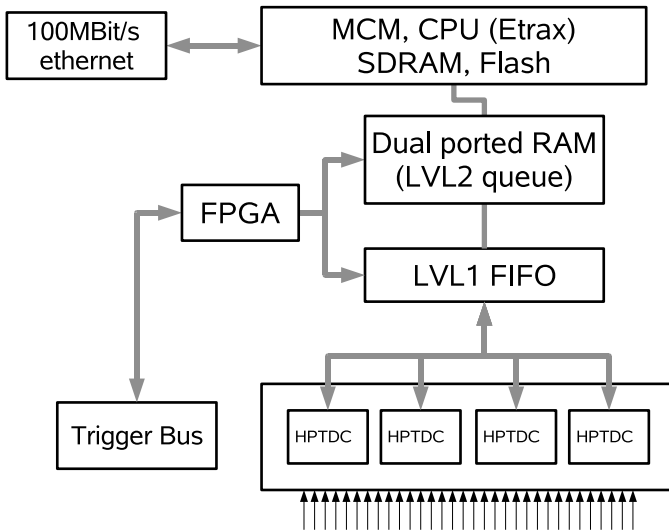 100MBit/s
ethernet
MCM, CPU (Etrax)
SDRAM, Flash
Dual ported RAM
(LVL2 queue)
FPGA
LVL1 FIFO
Trigger Bus
HPTDC
HPTDC
HPTDC
HPTDC